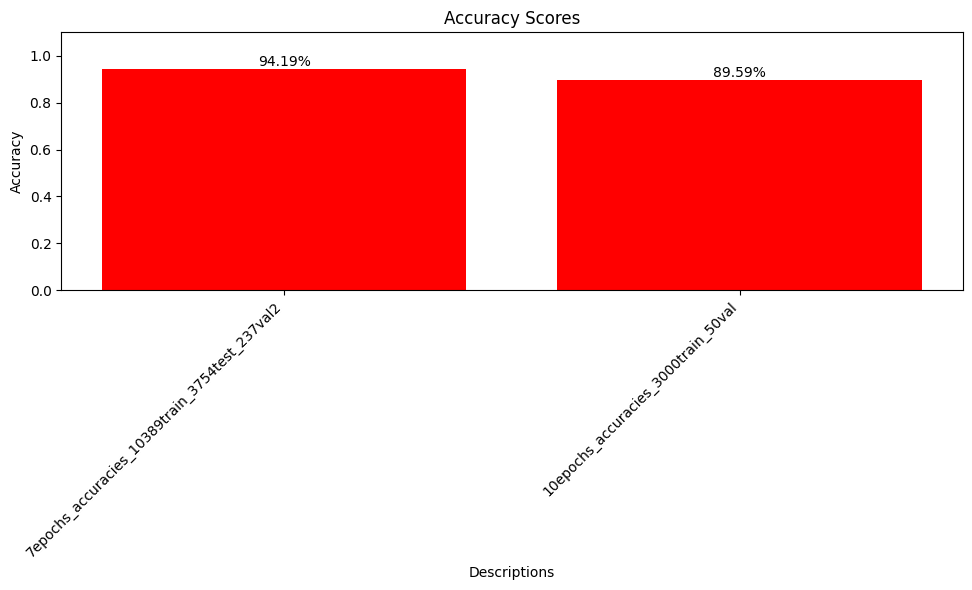 Accuracy Scores
94.19%
89.59%
Accuracy
1.0
0.8
0.6
0.4
0.2
0.0
7epochs_accuracies_10389train_3754test_237val2
10epochs_accuracies_3000train_50val
Descriptions